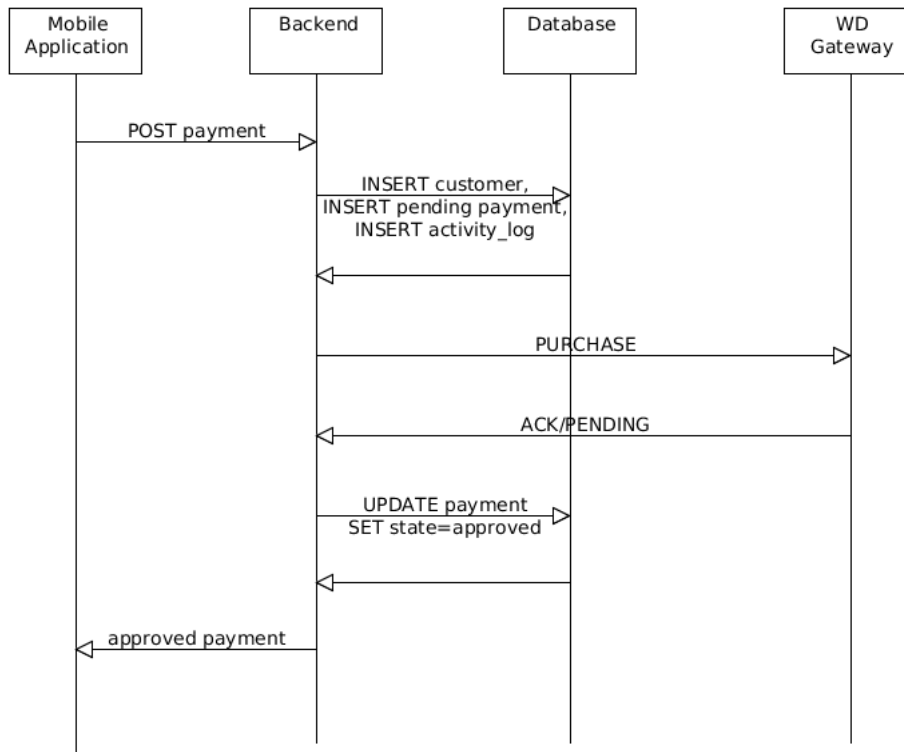 Mobile
Application
Backend
Database
WD
Gateway
POST payment
INSERT customer,
INSERT pending payment,
INSERT activity_log
PURCHASE
ACK/PENDING
UPDATE payment
SET state=approved
approved payment